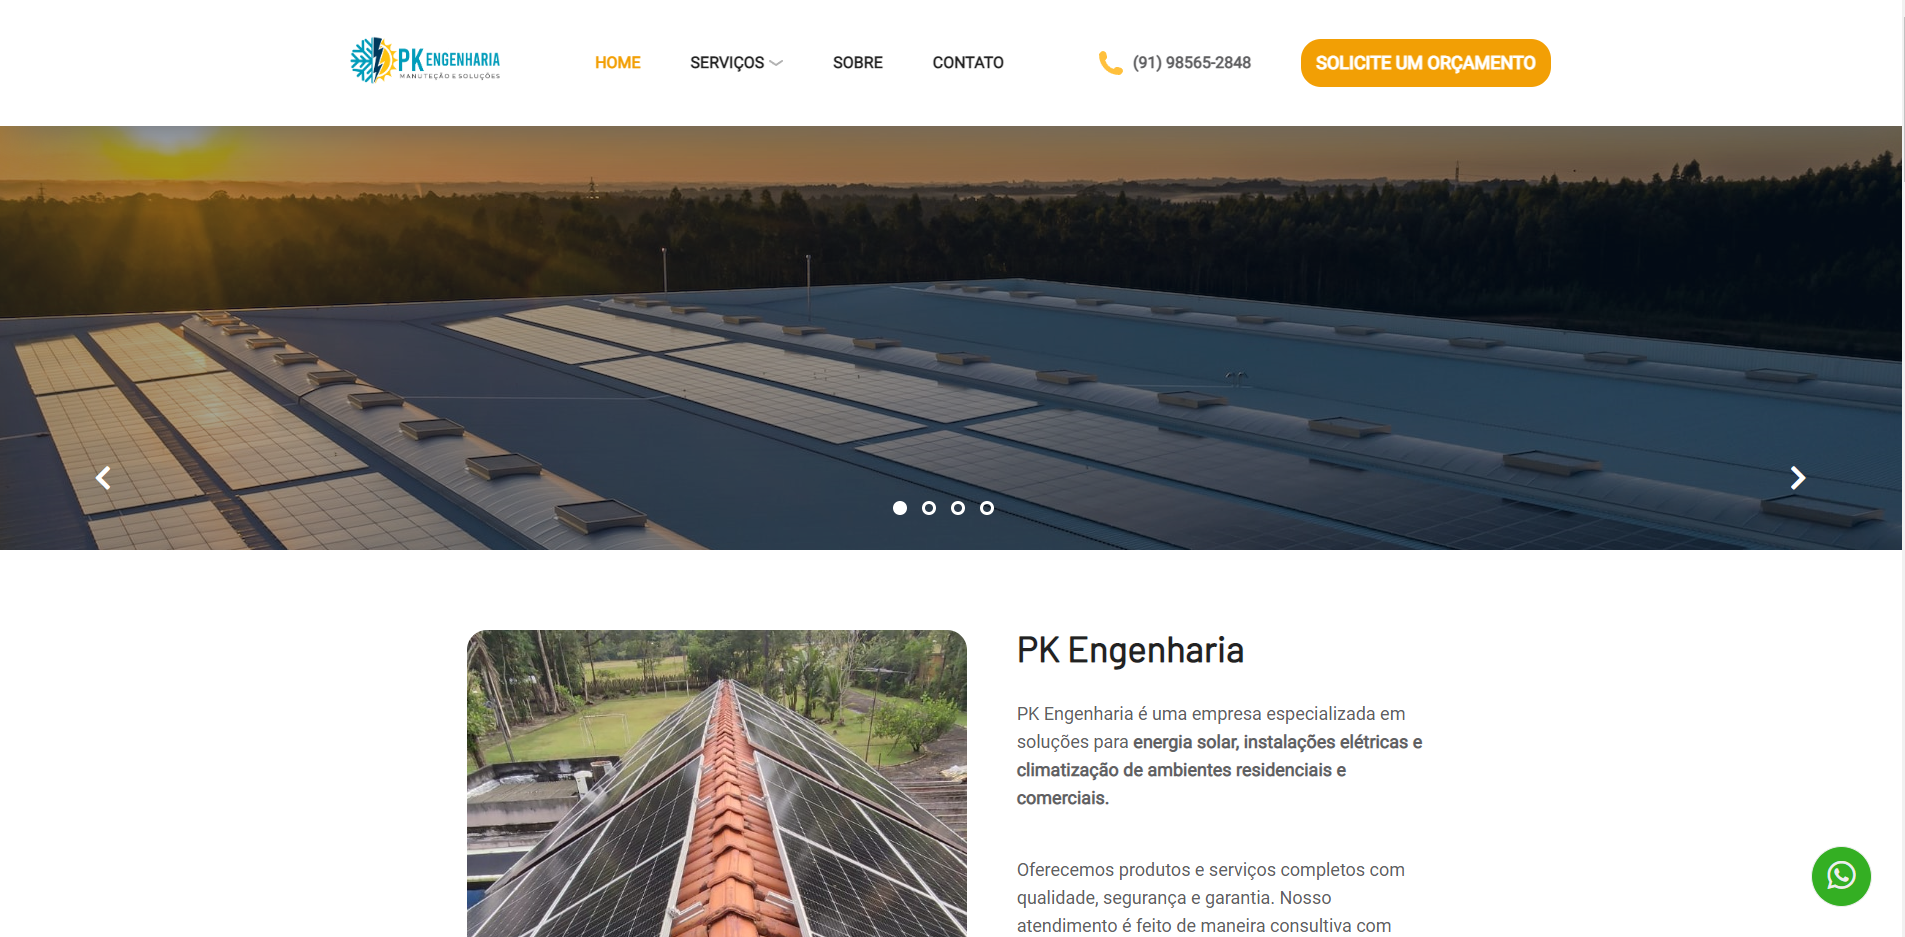 PK ENGENHARIA
MANUTEÇÃO E SOLUÇÕES
HOME
SERVIÇOS
SOBRE
CONTATO
(91) 98565-2848
SOLICITE UM ORÇAMENTO
PK Engenharia
PK Engenharia é uma empresa especializada em
soluções para energia solar, instalações elétricas e
climatização de ambientes residenciais e
comerciais.
Oferecemos produtos e serviços completos com
qualidade, segurança e garantia. Nosso
atendimento é feito de maneira consultiva com